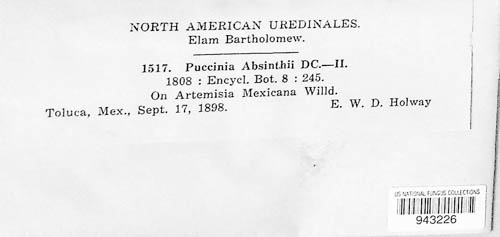 NORTH AMERICAN UREDINALES.
Elam Bartholomew.
1517. Puccinia Absinthii DC.—II.
1808 : Encycl. Bot. 8 : 245.
On Artemisia Mexicana Willd.
Toluca, Mex., Sept. 17, 1898. E. W. D. Holway
US NATIONAL FUNGUS COLLECTIONS
943226